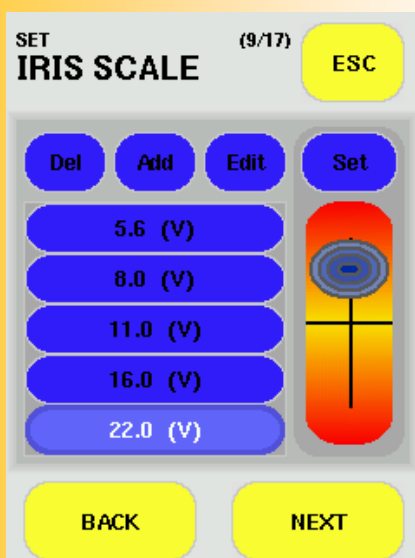 SET (9/17)
IRIS SCALE
ESC
Del Add Edit Set
5.6 (V)
8.0 (V)
11.0 (V)
16.0 (V)
22.0 (V)
BACK NEXT